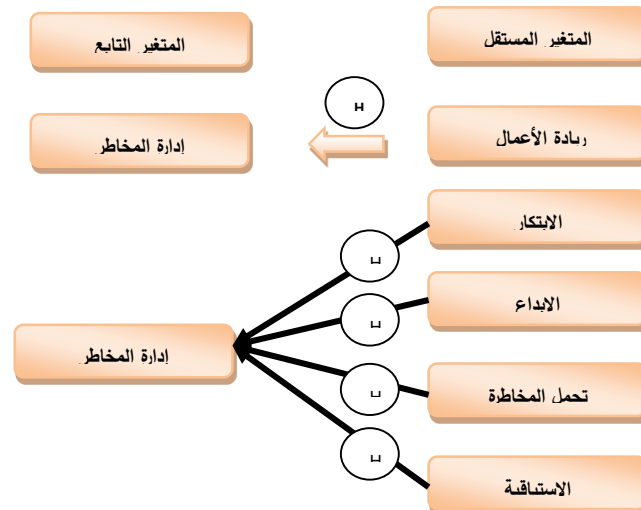 المتغير المستقل
المتغير التابع
H
ريادة الأعمال
إدارة المخاطر
الابتكار
H
الابداع
H
إدارة المخاطر
تحمل المخاطرة
H
الاستباقية
H